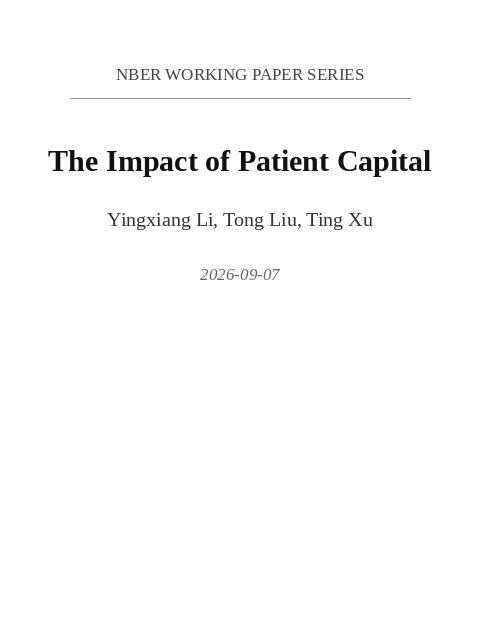 NBER WORKING PAPER SERIES
The Impact of Patient Capital
Yingxiang Li, Tong Liu, Ting Xu
2026-09-07